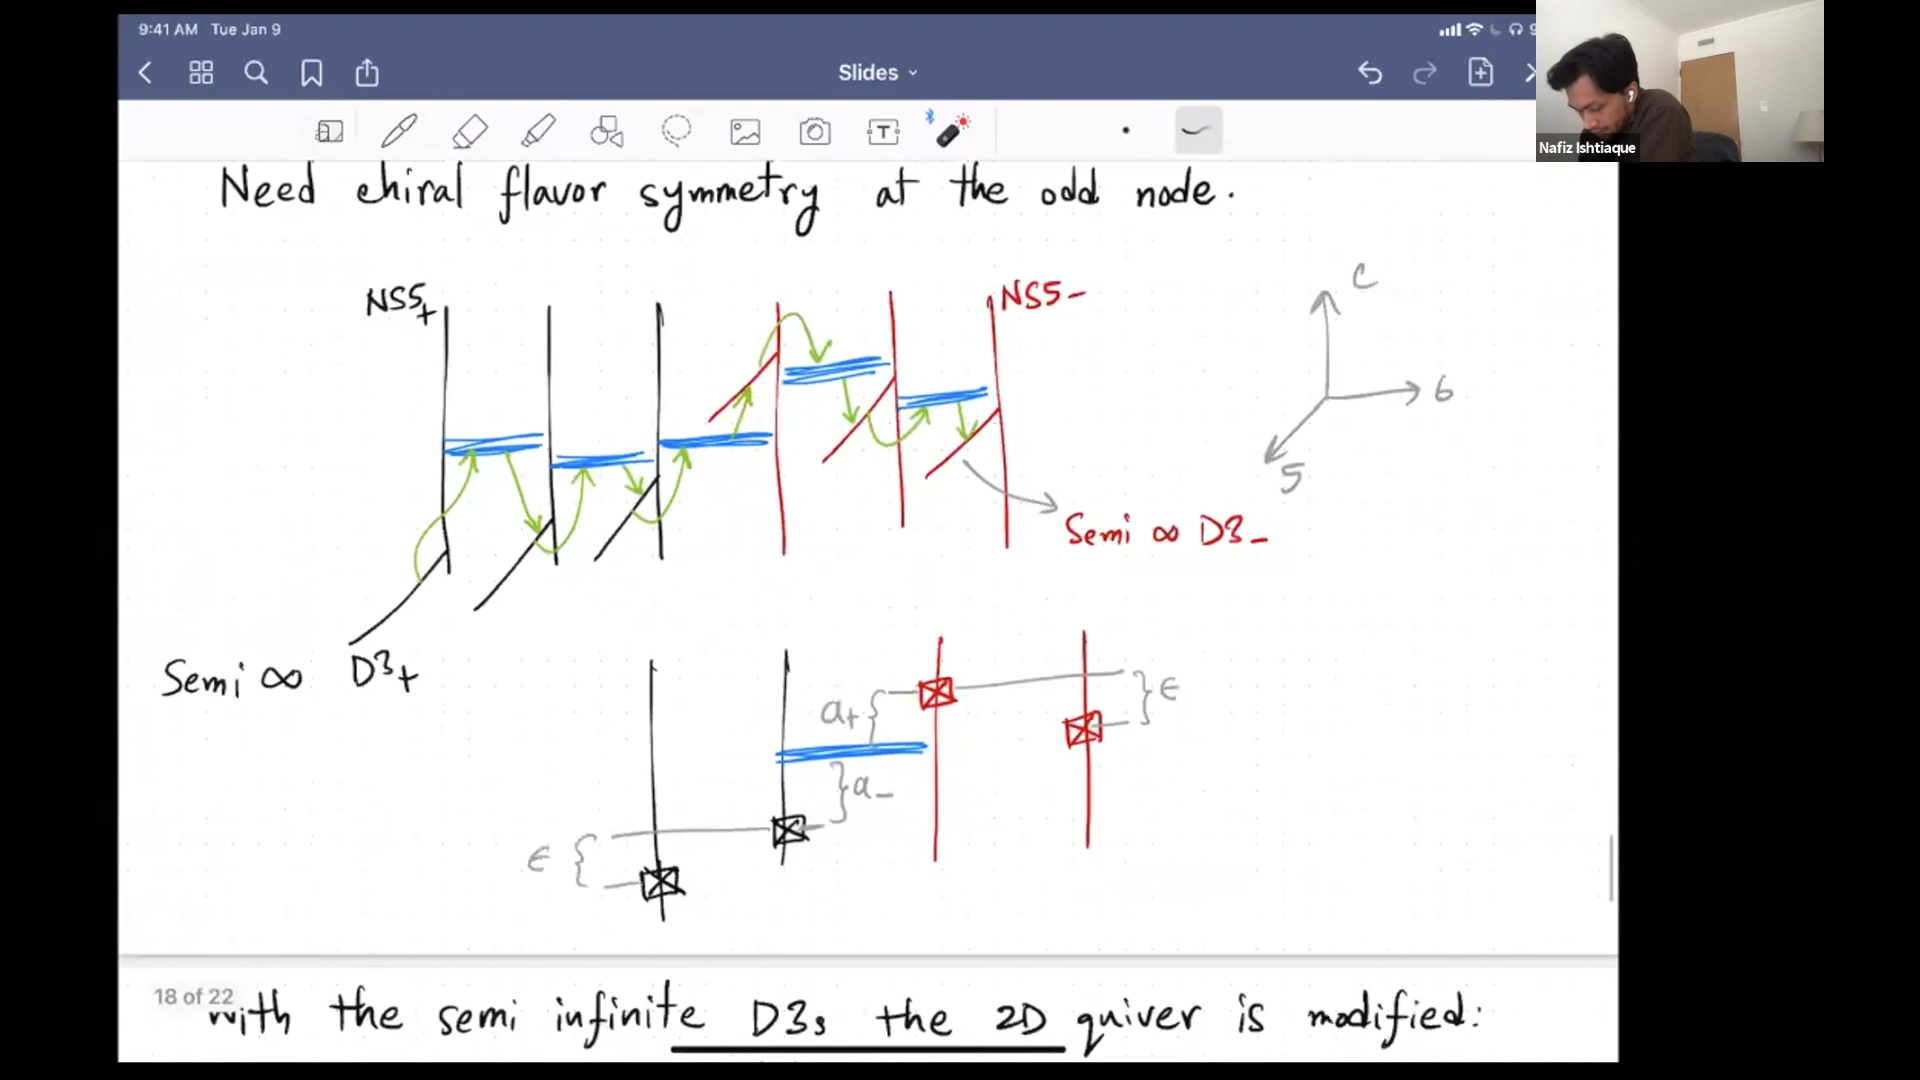 9:41 AM Tue Jan 9
Slides
Nafiz Ishtiaque
Need chiral flavor symmetry at the odd node.
NS5+
NS5-
C
6
5
Semi ∞ D3-
Semi ∞ D3+
a+
ϵ
a-
ϵ
18 of 22
with the semi infinite D3s the 2D quiver is modified: